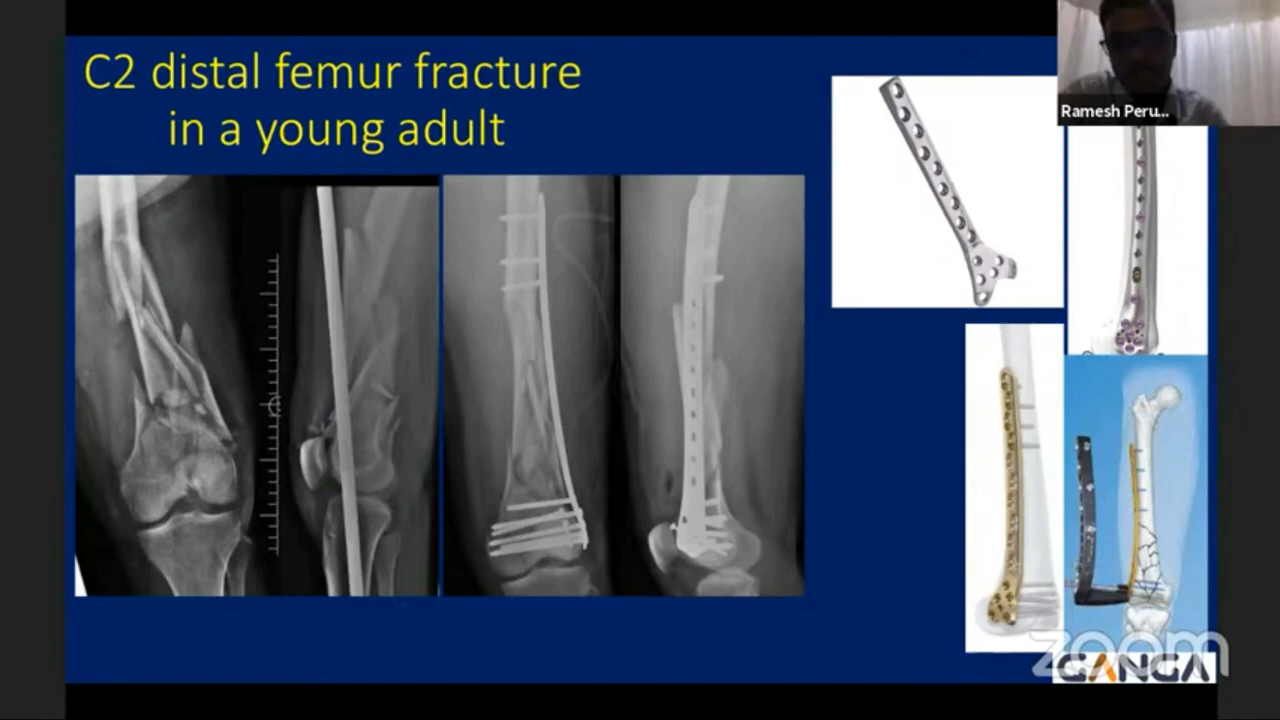 C2 distal femur fracture
in a young adult
Ramesh Peru...
zoom
GANGA